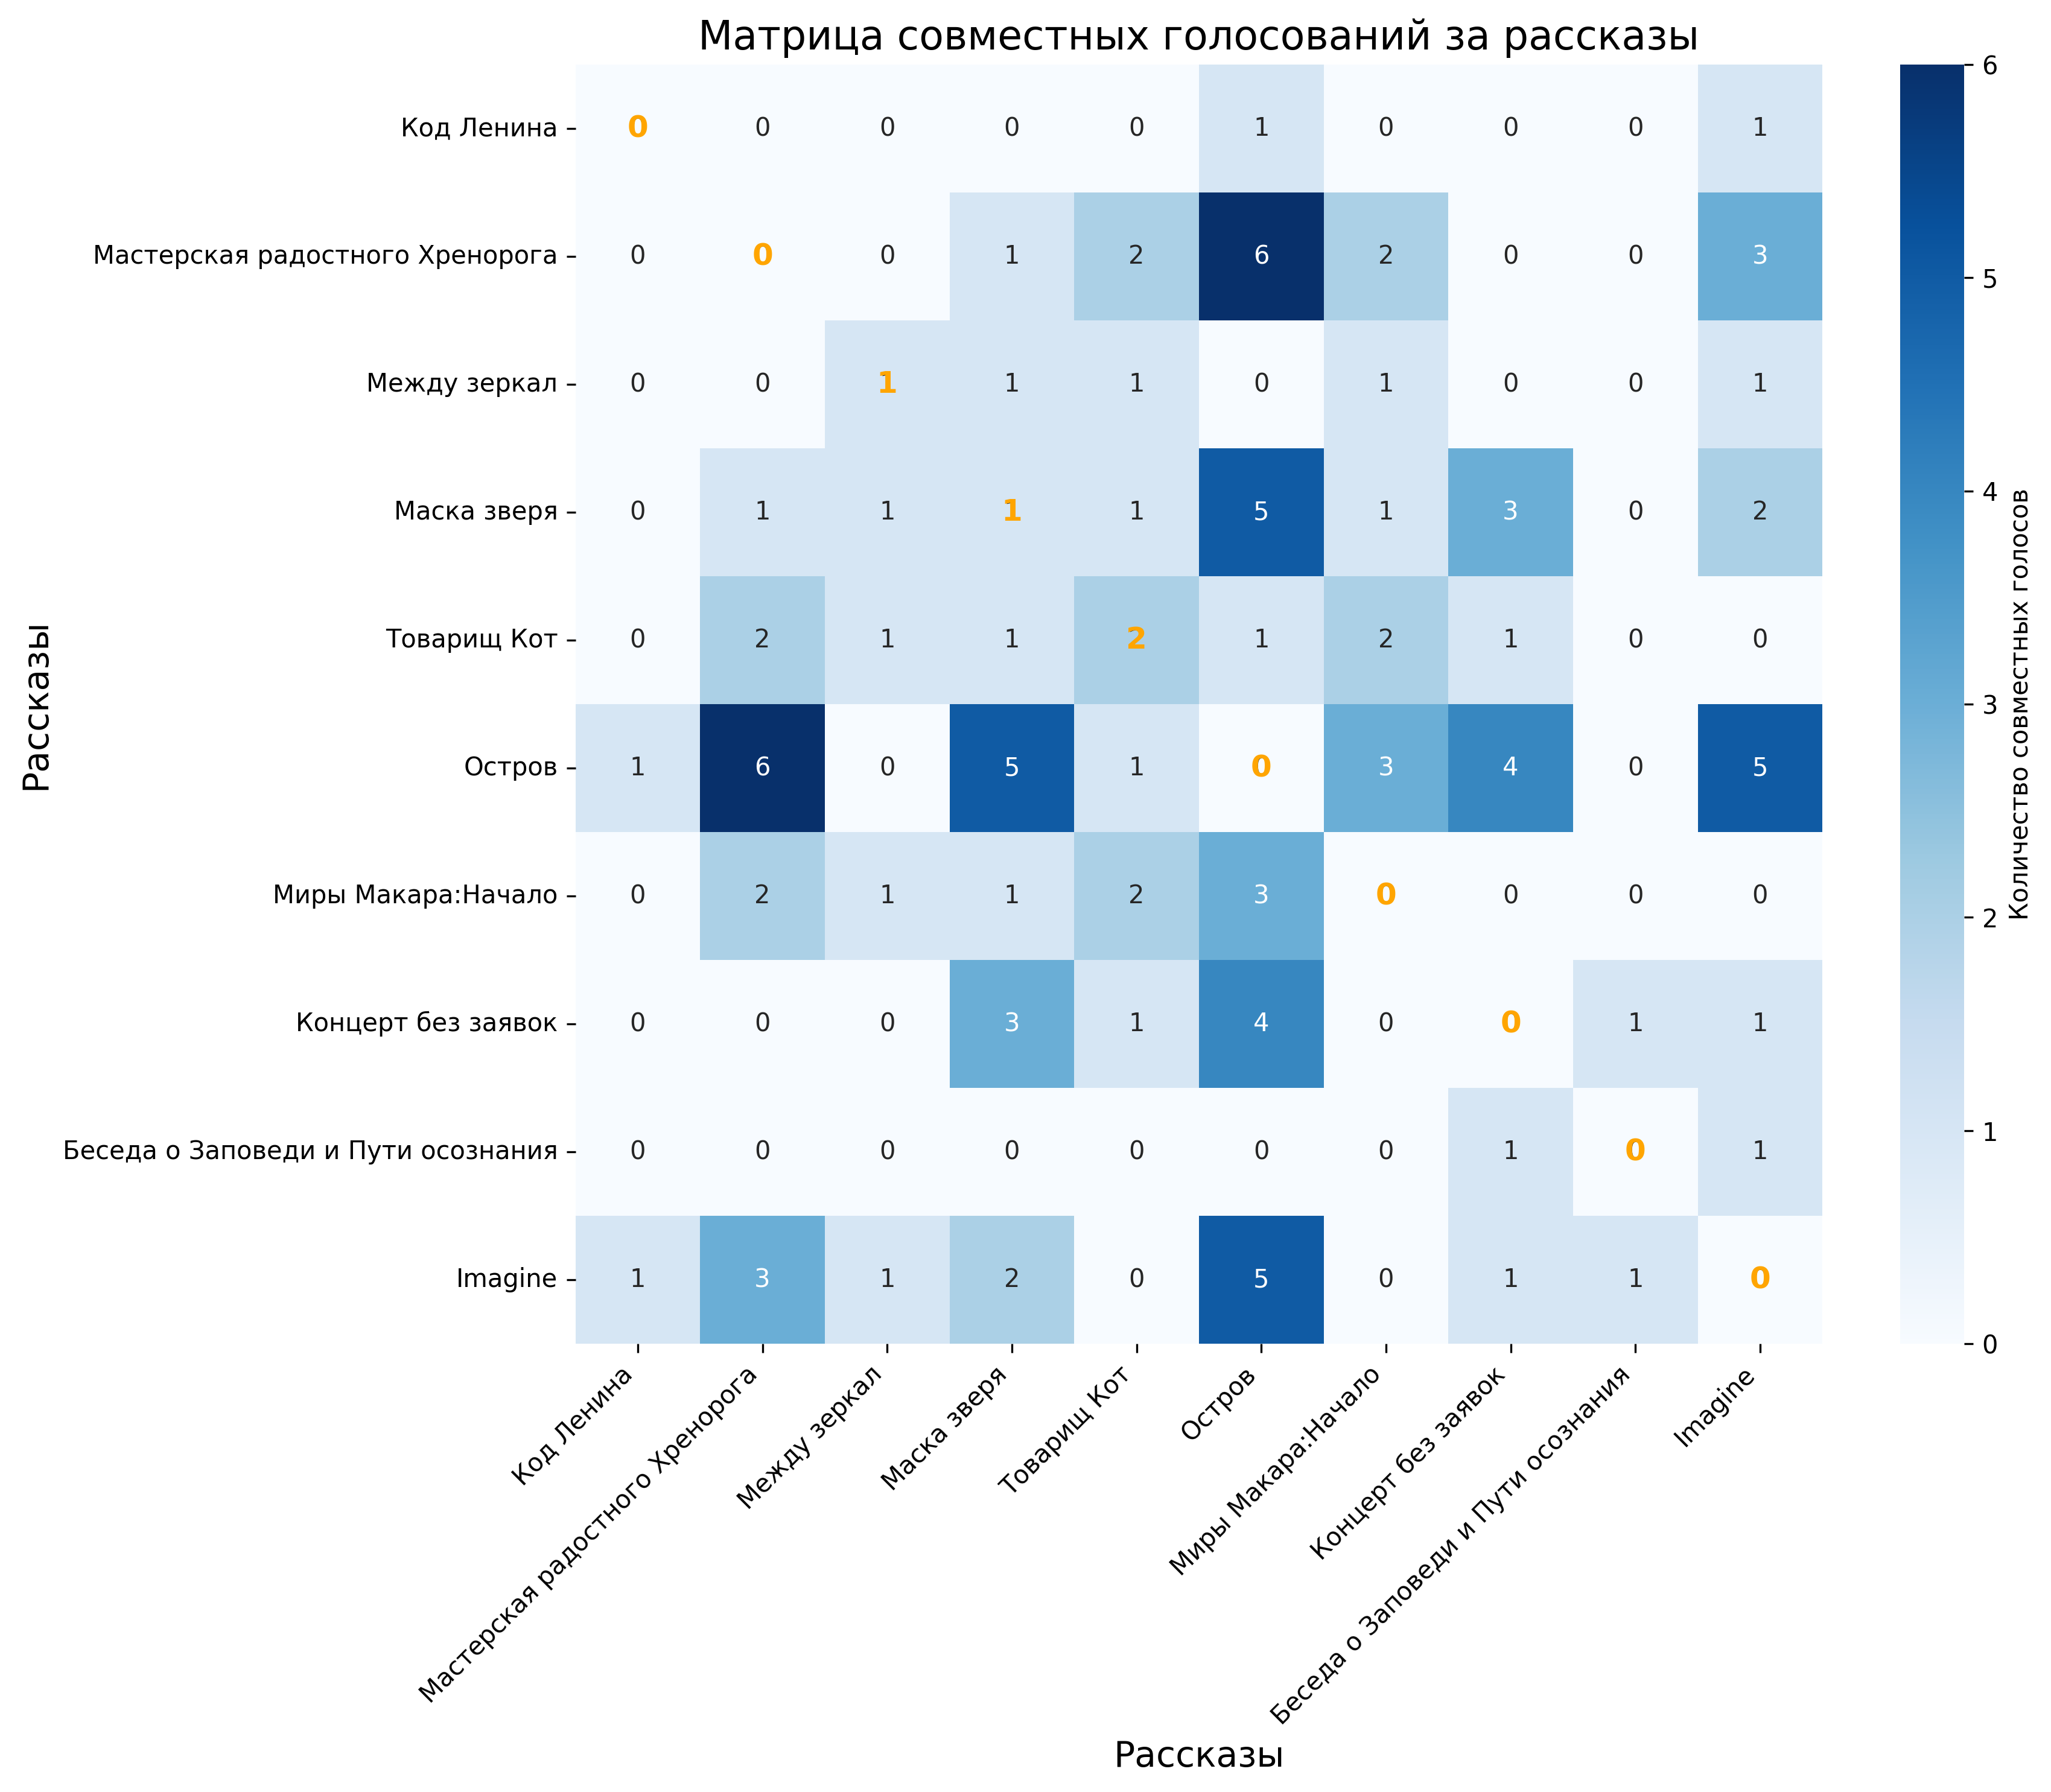 Матрица совместных голосований за рассказы
Код Ленина 0 0 0 0 0 1 0 0 0 1
Мастерская радостного Хренорога 0 0 0 1 2 6 2 0 0 3
Между зеркал 0 0 1 1 1 0 1 0 0 1
Маска зверя 0 1 1 1 1 5 1 3 0 2
Товарищ Кот 0 2 1 1 2 1 2 1 0 0
Остров 1 6 0 5 1 0 3 4 0 5
Миры Макара:Начало 0 2 1 1 2 3 0 0 0 0
Концерт без заявок 0 0 0 3 1 4 0 0 1 1
Беседа о Заповеди и Пути осознания 0 0 0 0 0 0 0 1 0 1
Imagine 1 3 1 2 0 5 0 1 1 0
Рассказы
Код Ленина
Мастерская радостного Хренорога
Между зеркал
Маска зверя
Товарищ Кот
Остров
Миры Макара:Начало
Концерт без заявок
Беседа о Заповеди и Пути осознания
Imagine
Рассказы
6
5
4
3
2
1
0
Количество совместных голосов